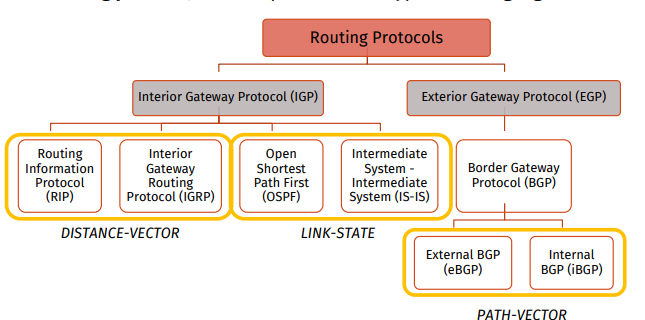 Routing Protocols
Interior Gateway Protocol (IGP)
Exterior Gateway Protocol (EGP)
Routing
Information
Protocol
(RIP)
Interior
Gateway
Routing
Protocol (IGRP)
Open
Shortest
Path First
(OSPF)
Intermediate
System -
Intermediate
System (IS-IS)
Border Gateway
Protocol (BGP)
DISTANCE-VECTOR
LINK-STATE
External BGP
(eBGP)
Internal
BGP (iBGP)
PATH-VECTOR